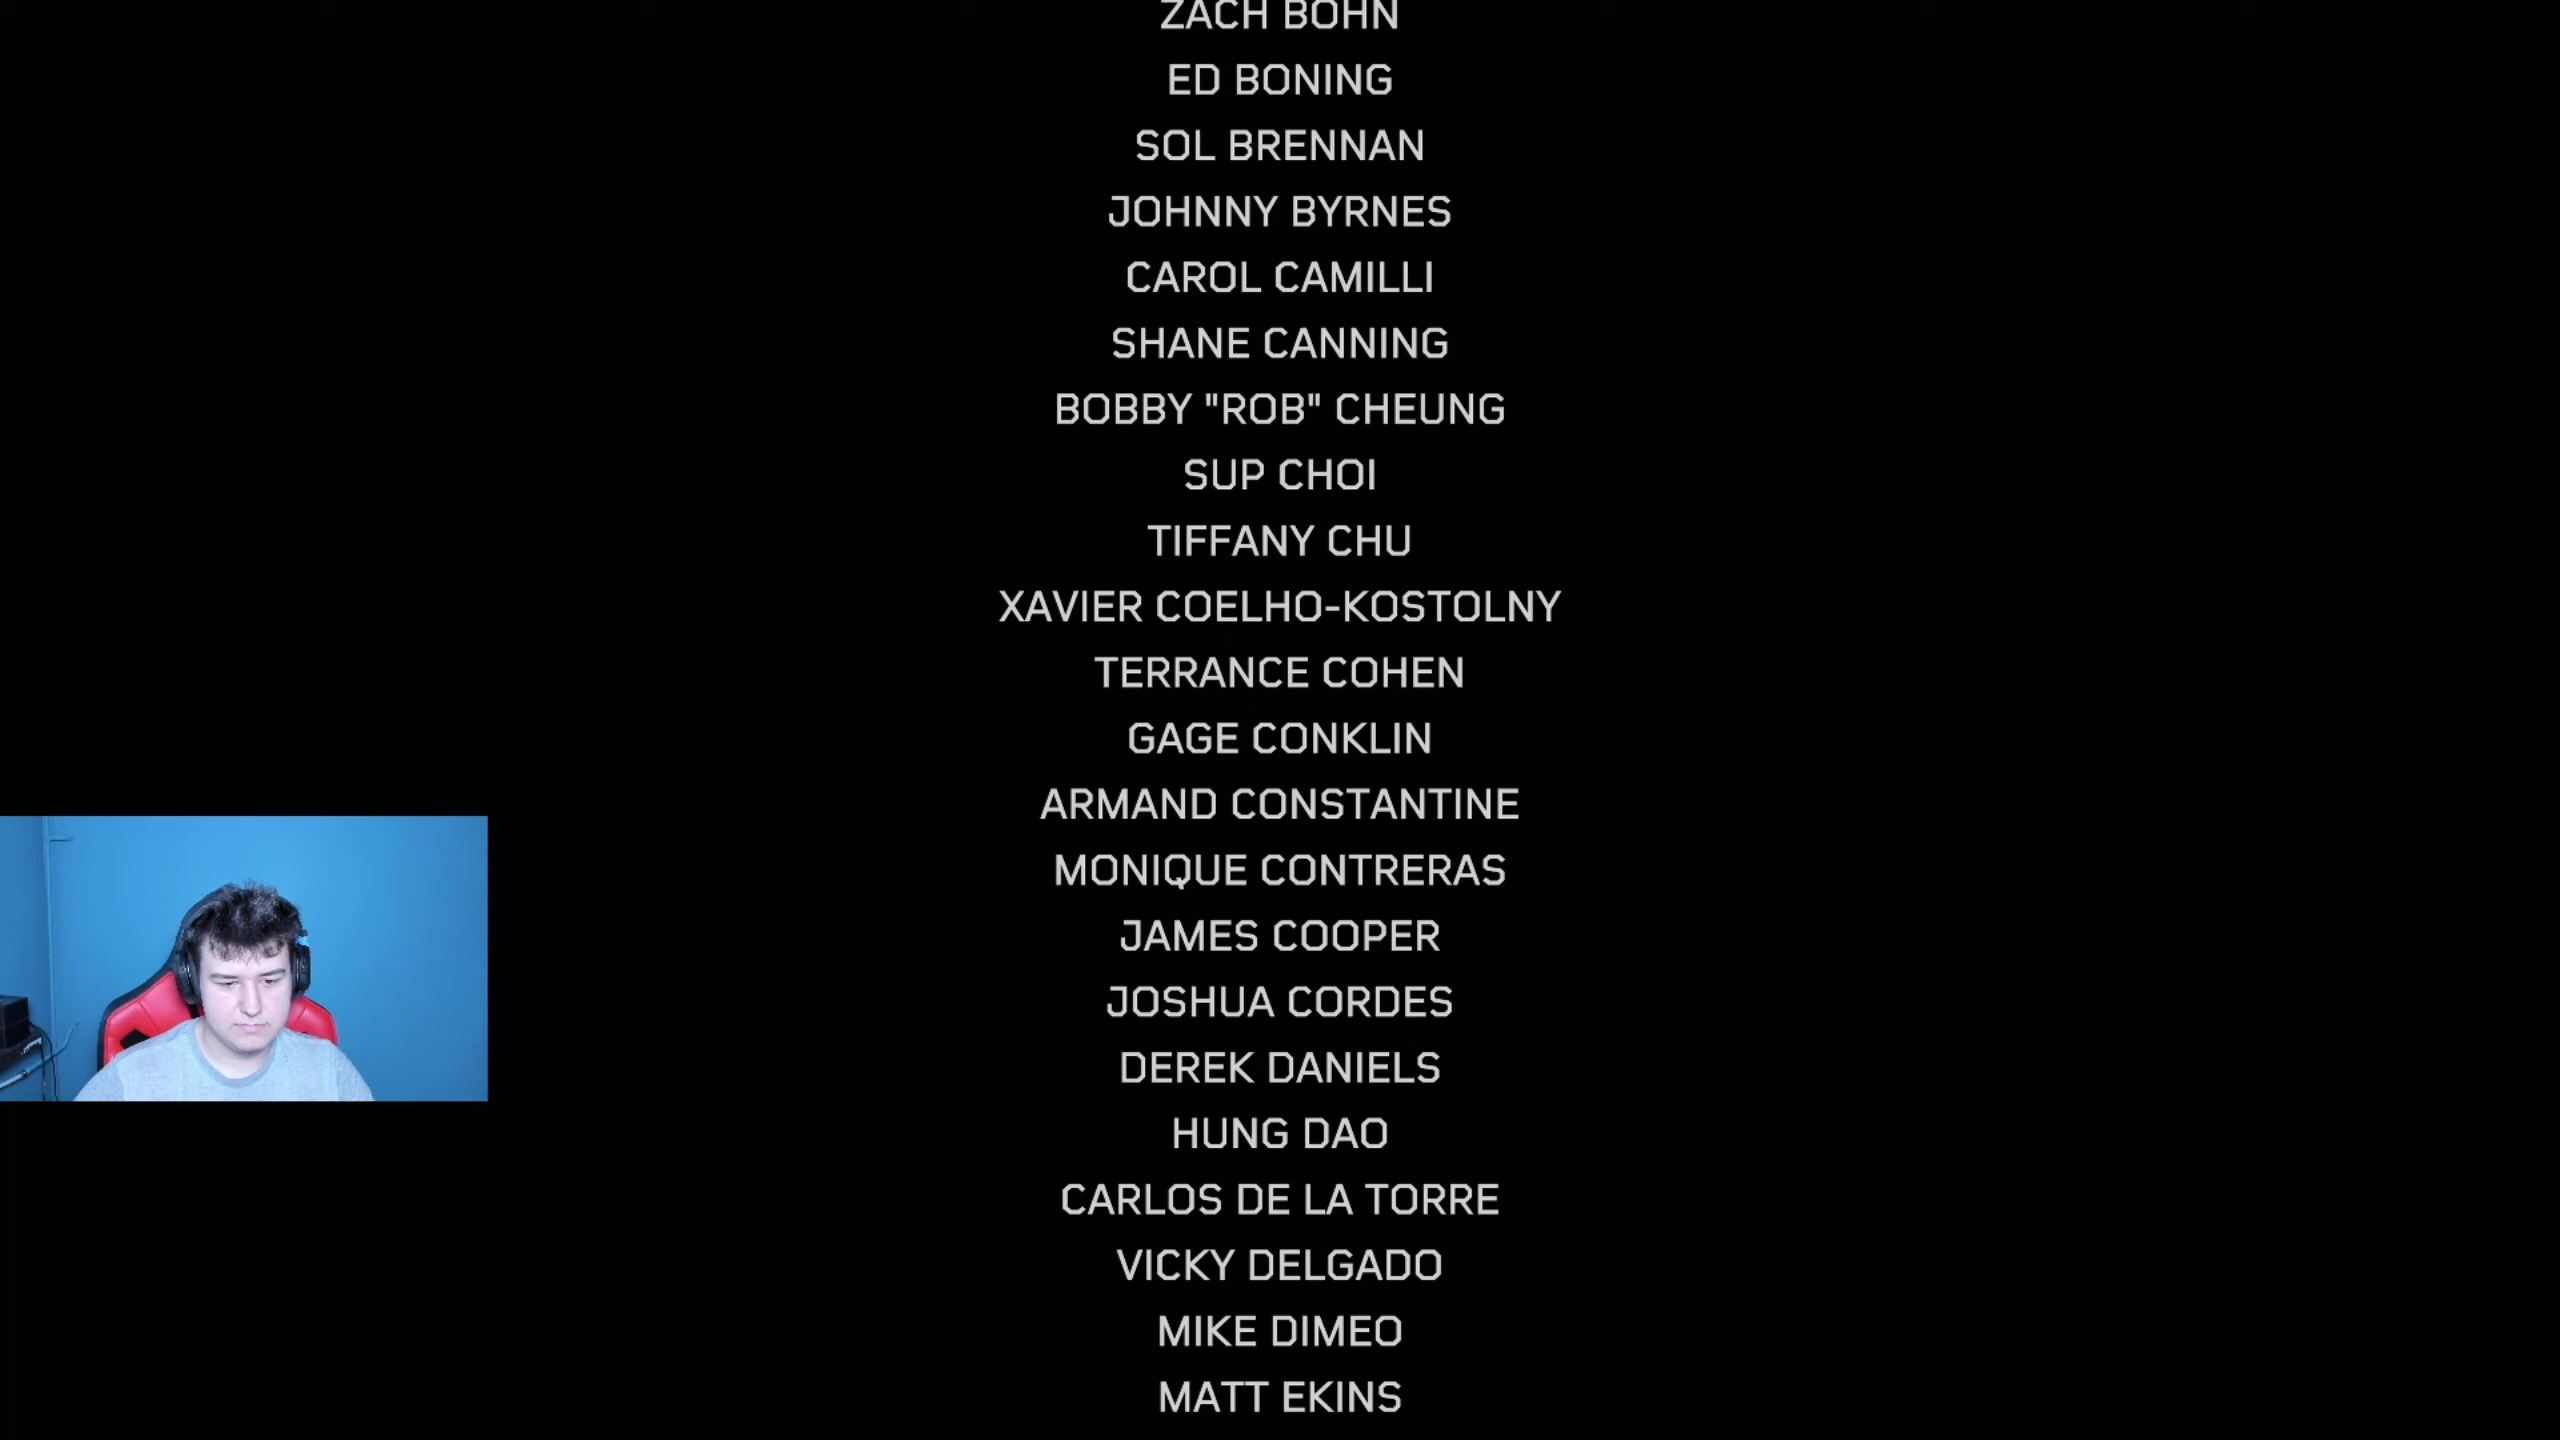 ZACH BOHN
ED BONING
SOL BRENNAN
JOHNNY BYRNES
CAROL CAMILLI
SHANE CANNING
BOBBY "ROB" CHEUNG
SUP CHOI
TIFFANY CHU
XAVIER COELHO-KOSTOLNY
TERRANCE COHEN
GAGE CONKLIN
ARMAND CONSTANTINE
MONIQUE CONTRERAS
JAMES COOPER
JOSHUA CORDES
DEREK DANIELS
HUNG DAO
CARLOS DE LA TORRE
VICKY DELGADO
MIKE DIMEO
MATT EKINS